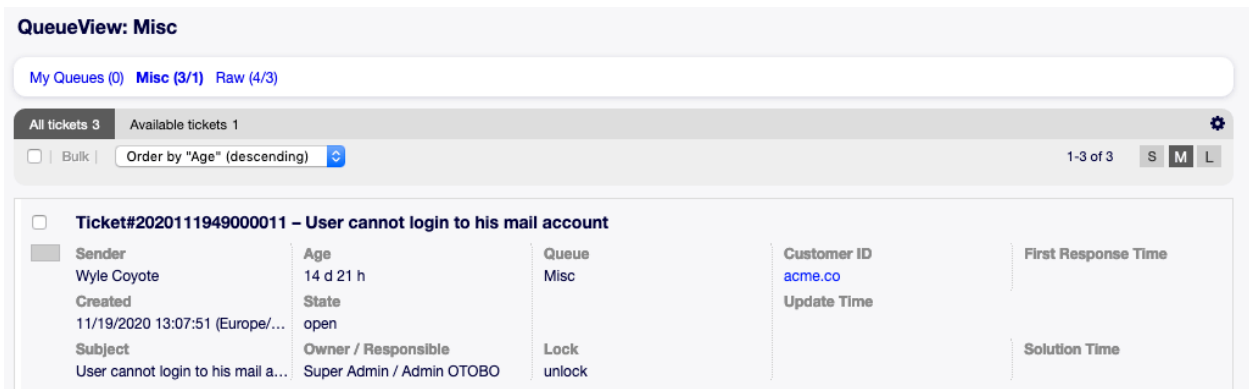 QueueView: Misc
My Queues (0) Misc (3/1) Raw (4/3)
All tickets 3 Available tickets 1
| Bulk | Order by "Age" (descending) 1-3 of 3 S M L
Ticket#2020111949000011 – User cannot login to his mail account
Sender Age Queue Customer ID First Response Time
Wyle Coyote 14 d 21 h Misc acme.co
Created State Update Time
11/19/2020 13:07:51 (Europe/... open
Subject Owner / Responsible Lock Solution Time
User cannot login to his mail a... Super Admin / Admin OTOBO unlock